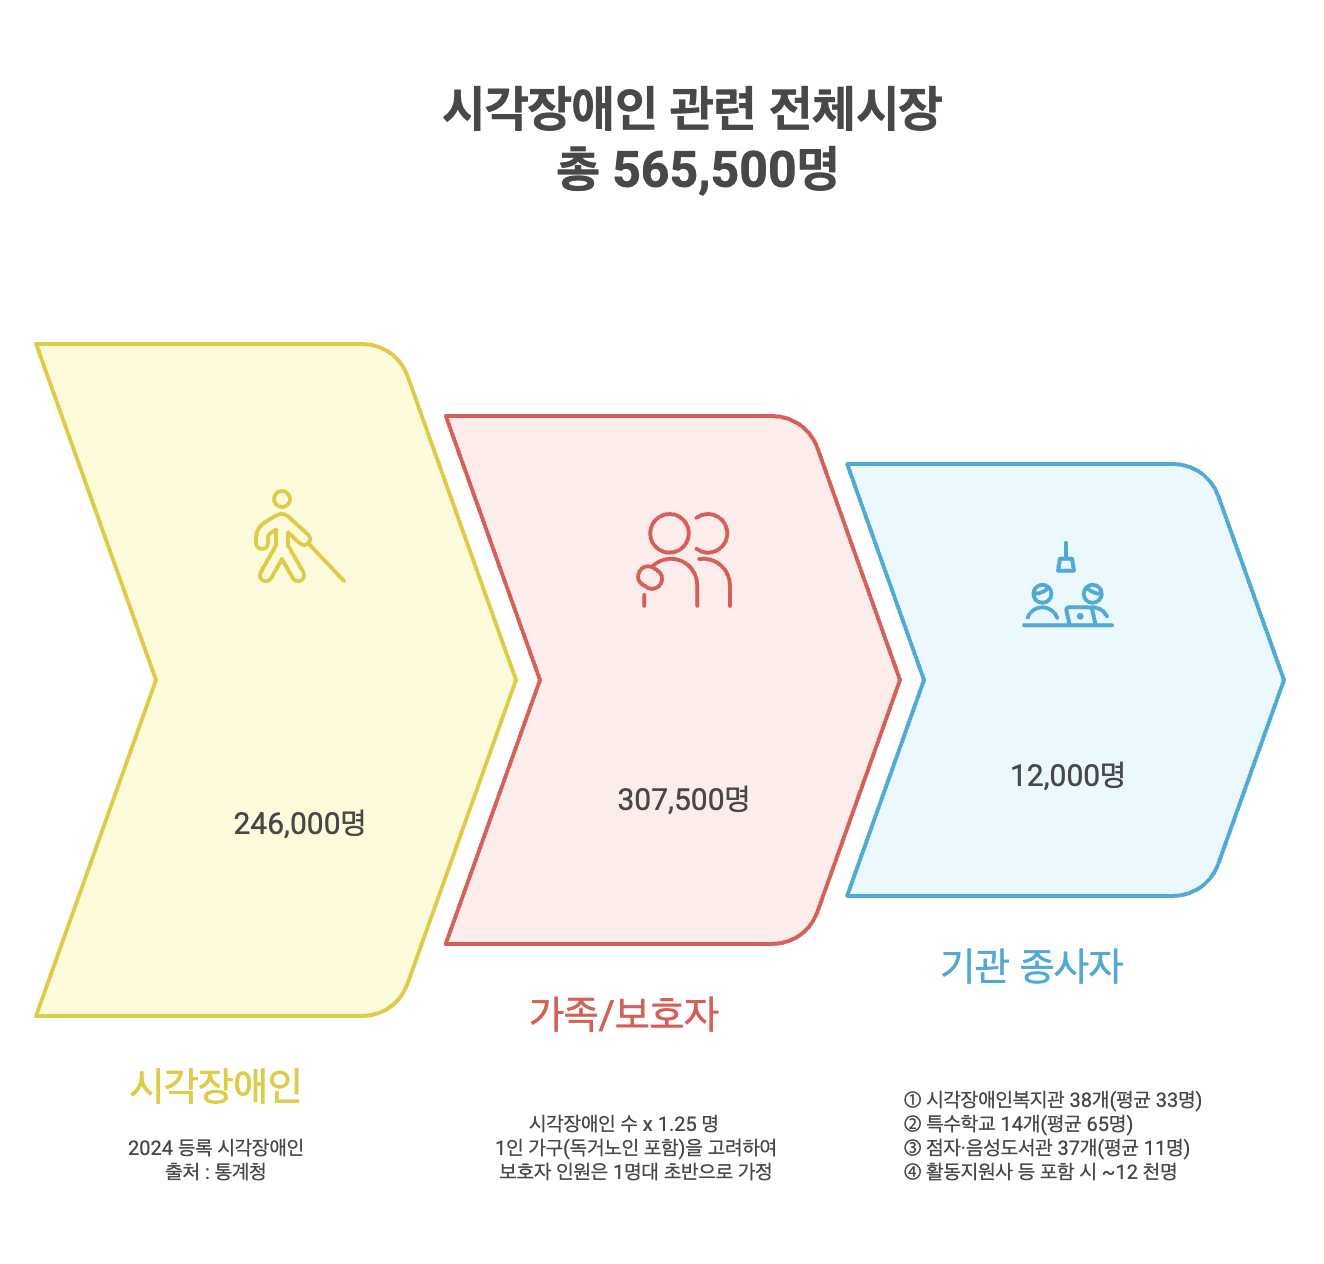 시각장애인 관련 전체시장
총 565,500명
246,000명
307,500명
12,000명
시각장애인
2024 등록 시각장애인
출처 : 통계청
가족/보호자
시각장애인 수 x 1.25 명
1인 가구(독거노인 포함)을 고려하여
보호자 인원은 1명대 초반으로 가정
기관 종사자
① 시각장애인복지관 38개(평균 33명)
② 특수학교 14개(평균 65명)
③ 점자·음성도서관 37개(평균 11명)
④ 활동지원사 등 포함 시 ~12 천명